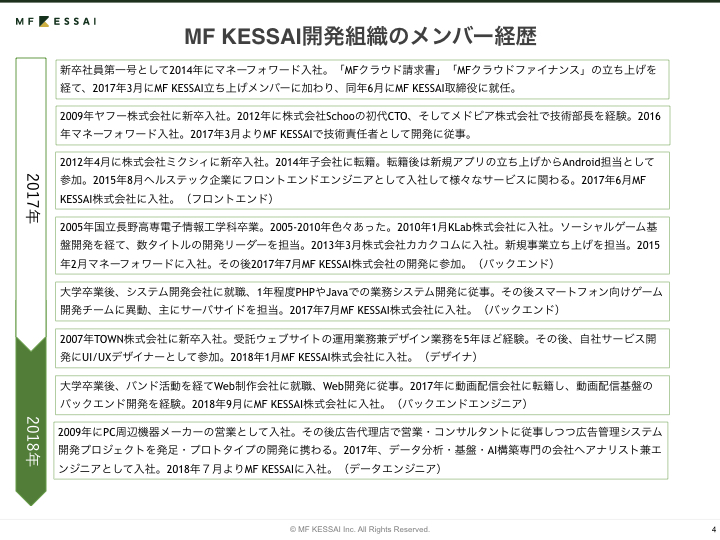 MF KESSAI
MF KESSAI開発組織のメンバー経歴
2017年
新卒社員第一号として2014年にマネーフォワード入社。「MFクラウド請求書」「MFクラウドファイナンス」の立ち上げを
経て、2017年3月にMF KESSAI立ち上げメンバーに加わり、同年6月にMF KESSAI取締役に就任。
2009年ヤフー株式会社に新卒入社。2012年に株式会社Schooの初代CTO、そしてメドピア株式会社で技術部長を経験。2016
年マネーフォワード入社。2017年3月よりMF KESSAIで技術責任者として開発に従事。
2012年4月に株式会社ミクシィに新卒入社。2014年子会社に転籍。転籍後は新規アプリの立ち上げからAndroid担当として
参加。2015年8月ヘルステック企業にフロントエンドエンジニアとして入社して様々なサービスに関わる。2017年6月MF
KESSAI株式会社に入社。（フロントエンド）
2005年国立長野高専電子情報工学科卒業。2005-2010年色々あった。2010年1月KLab株式会社に入社。ソーシャルゲーム基
盤開発を経て、数タイトルの開発リーダーを担当。2013年3月株式会社カカクコムに入社。新規事業立ち上げを担当。2015
年2月マネーフォワードに入社。その後2017年7月MF KESSAI株式会社の開発に参加。（バックエンド）
大学卒業後、システム開発会社に就職、1年程度PHPやJavaでの業務システム開発に従事。その後スマートフォン向けゲーム
開発チームに異動、主にサーバサイドを担当。2017年7月MF KESSAI株式会社に入社。（バックエンド）
2018年
2007年TOWN株式会社に新卒入社。受託ウェブサイトの運用業務兼デザイン業務を5年ほど経験。その後、自社サービス開
発にUI/UXデザイナーとして参加。2018年1月MF KESSAI株式会社に入社。（デザイナ）
大学卒業後、バンド活動を経てWeb制作会社に就職、Web開発に従事。2017年に動画配信会社に転籍し、動画配信基盤の
バックエンド開発を経験。2018年9月にMF KESSAI株式会社に入社。（バックエンドエンジニア）
2009年にPC周辺機器メーカーの営業として入社。その後広告代理店で営業・コンサルタントに従事しつつ広告管理システム
開発プロジェクトを発足・プロトタイプの開発に携わる。2017年、データ分析・基盤・AI構築専門の会社へアナリスト兼エ
ンジニアとして入社。2018年７月よりMF KESSAIに入社。（データエンジニア）
© MF KESSAI Inc. All Rights Reserved.
4